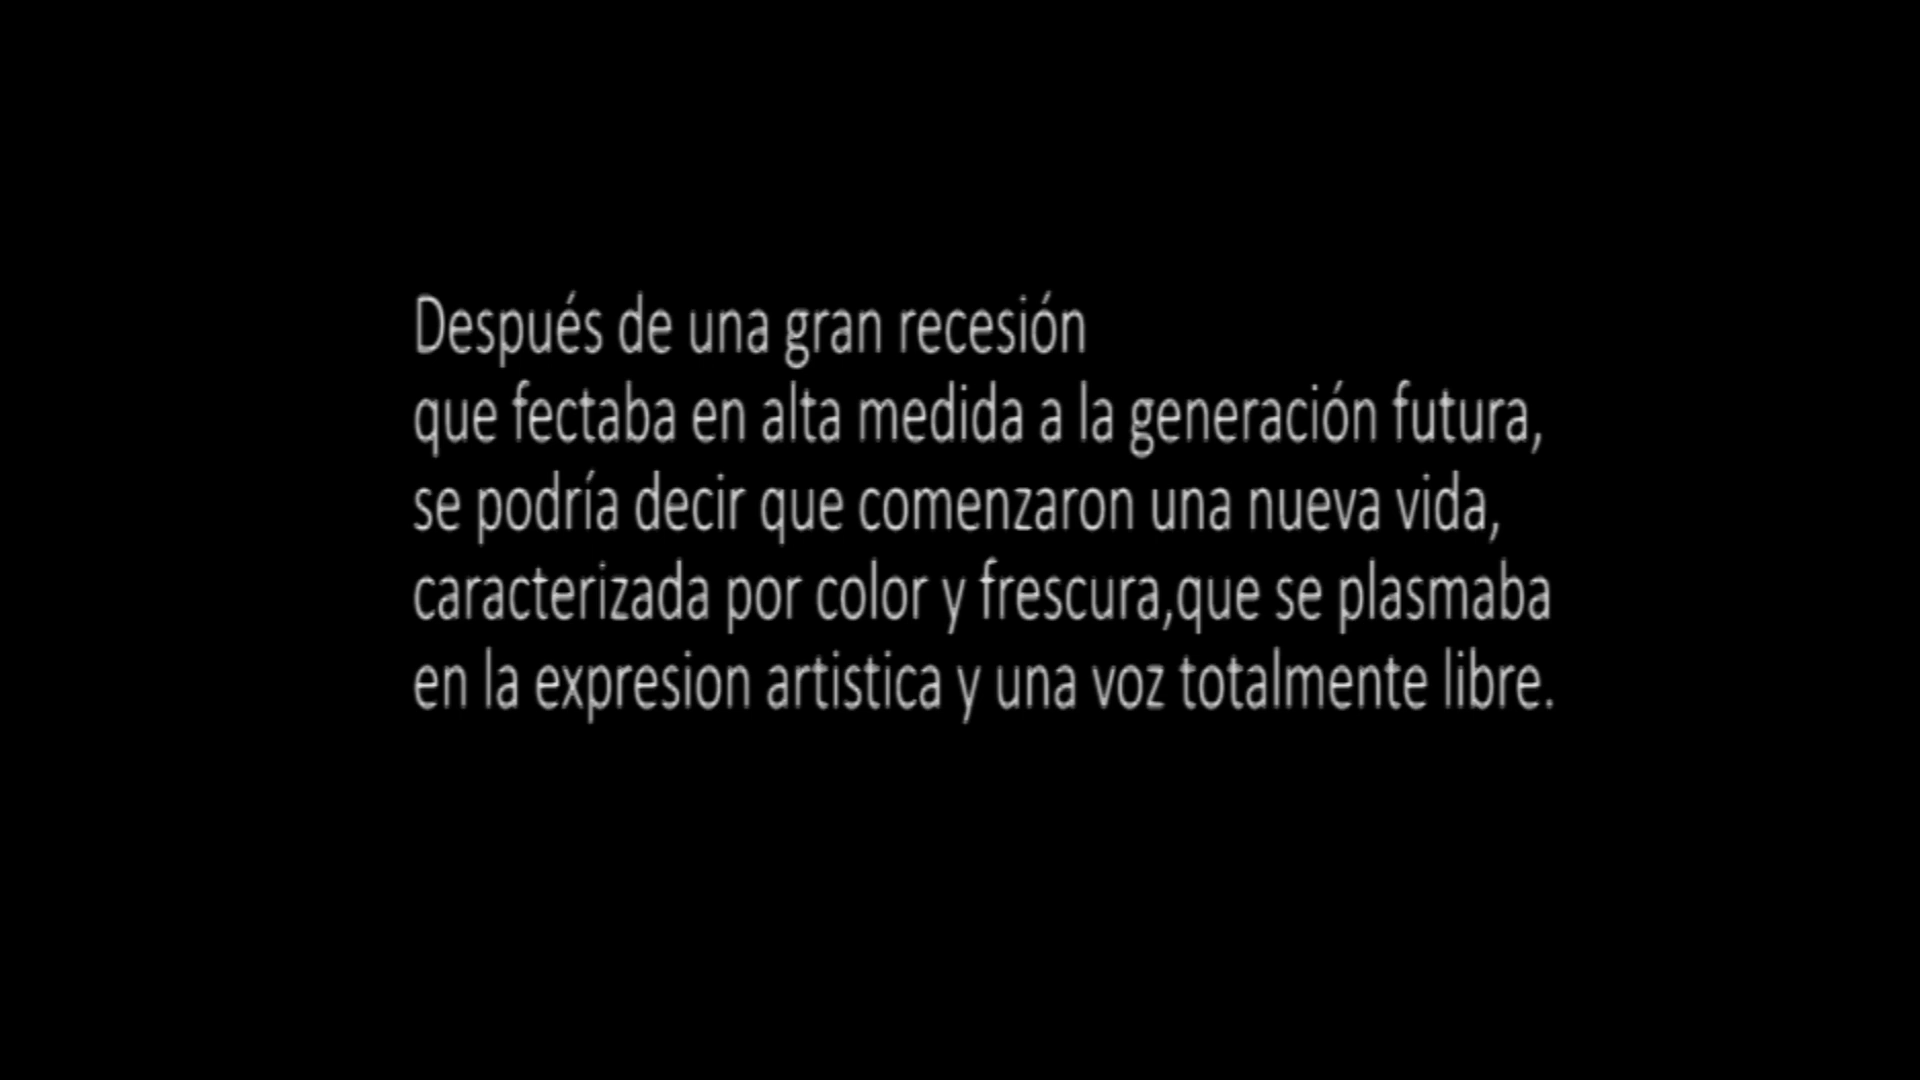 Después de una gran recesión
que fectaba en alta medida a la generación futura,
se podría decir que comenzaron una nueva vida,
caracterizada por color y frescura,que se plasmaba
en la expresion artistica y una voz totalmente libre.